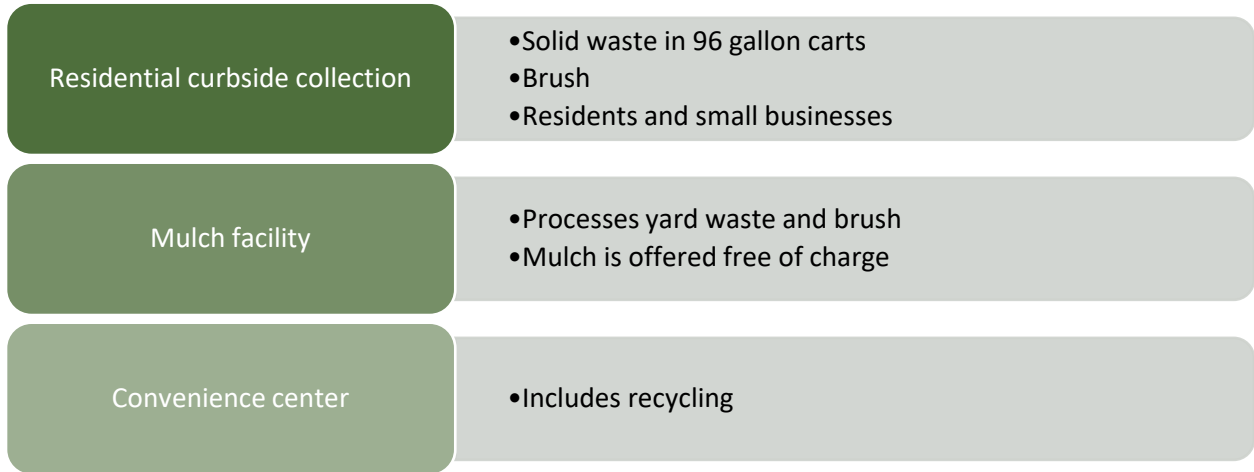 Residential curbside collection
•Solid waste in 96 gallon carts
•Brush
•Residents and small businesses
Mulch facility
•Processes yard waste and brush
•Mulch is offered free of charge
Convenience center
•Includes recycling